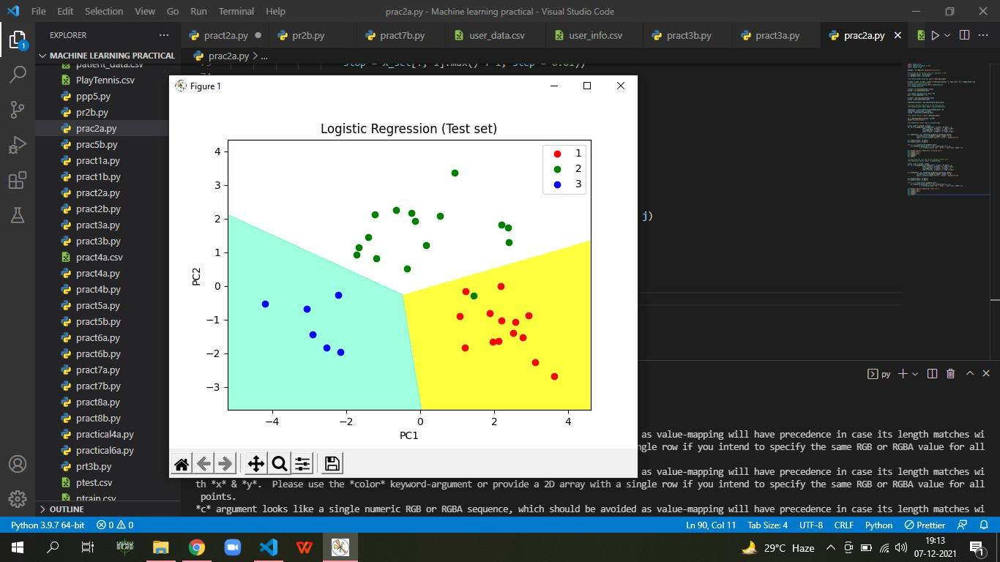 File Edit Selection View Go Run Terminal Help
prac2a.py - Machine learning practical - Visual Studio Code
EXPLORER
pract2a.py
pr2b.py
pract7b.py
user_data.csv
user_info.csv
pract3b.py
pract3a.py
prac2a.py
MACHINE LEARNING PRACTICAL
prac2a.py > ...
patient_data.csv
PlayTennis.csv
ppp5.py
pr2b.py
prac2a.py
prac5b.py
pract1a.py
pract1b.py
pract2a.py
pract2b.py
pract3a.py
pract3b.py
pract4a.csv
pract4a.py
pract4b.py
pract5a.py
pract5b.py
pract6a.py
pract6b.py
pract7a.py
pract7b.py
pract8a.py
pract8b.py
practical4a.py
practical6a.py
prt3b.py
ptest.csv
ptrain.csv
OUTLINE
1
Figure 1
Logistic Regression (Test set)
1
2
3
4
3
2
1
0
−1
−2
−3
PC2
−4 −2 0 2 4
PC1
j)
py
as value-mapping will have precedence in case its length matches wi
ngle row if you intend to specify the same RGB or RGBA value for all
as value-mapping will have precedence in case its length matches wi
th *x* & *y*. Please use the *color* keyword-argument or provide a 2D array with a single row if you intend to specify the same RGB or RGBA value for all
points.
*c* argument looks like a single numeric RGB or RGBA sequence, which should be avoided as value-mapping will have precedence in case its length matches wi
Python 3.9.7 64-bit 0 0 Ln 90, Col 11 Tab Size: 4 UTF-8 CRLF Python Prettier
29°C Haze
19:13
07-12-2021
1